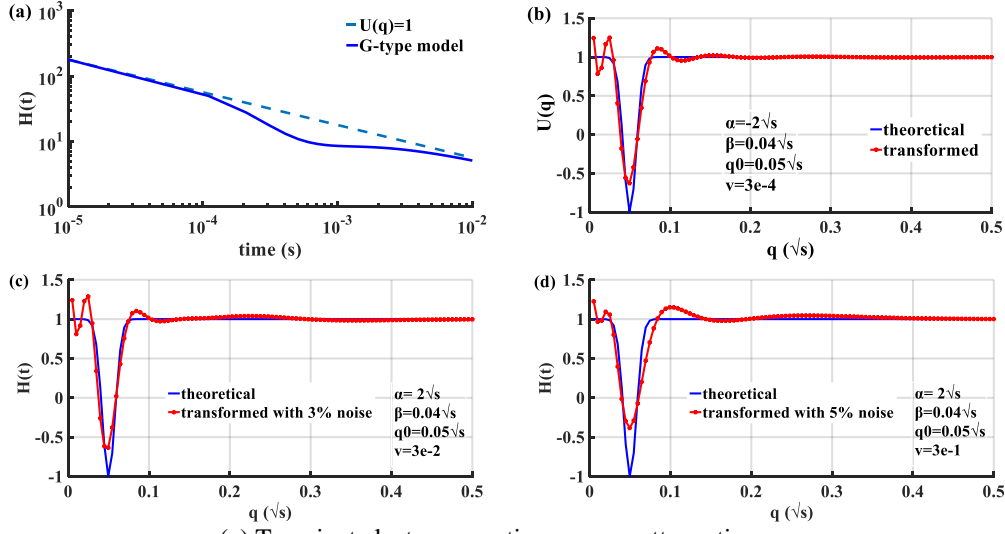 (a)
10^3
10^2
10^1
10^0
H(t)
U(q)=1
G-type model
10^-5
10^-4
10^-3
10^-2
time (s)
(b)
1.5
1
0.5
0
-0.5
-1
U(q)
α=-2√s
β=0.04√s
q0=0.05√s
v=3e-4
theoretical
transformed
0
0.1
0.2
0.3
0.4
0.5
q (√s)
(c)
1.5
1
0.5
0
-0.5
-1
H(t)
theoretical
transformed with 3% noise
α= 2√s
β=0.04√s
q0=0.05√s
v=3e-2
0
0.1
0.2
0.3
0.4
0.5
q (√s)
(d)
1.5
1
0.5
0
-0.5
-1
H(t)
theoretical
transformed with 5% noise
α= 2√s
β=0.04√s
q0=0.05√s
v=3e-1
0
0.1
0.2
0.3
0.4
0.5
q (√s)